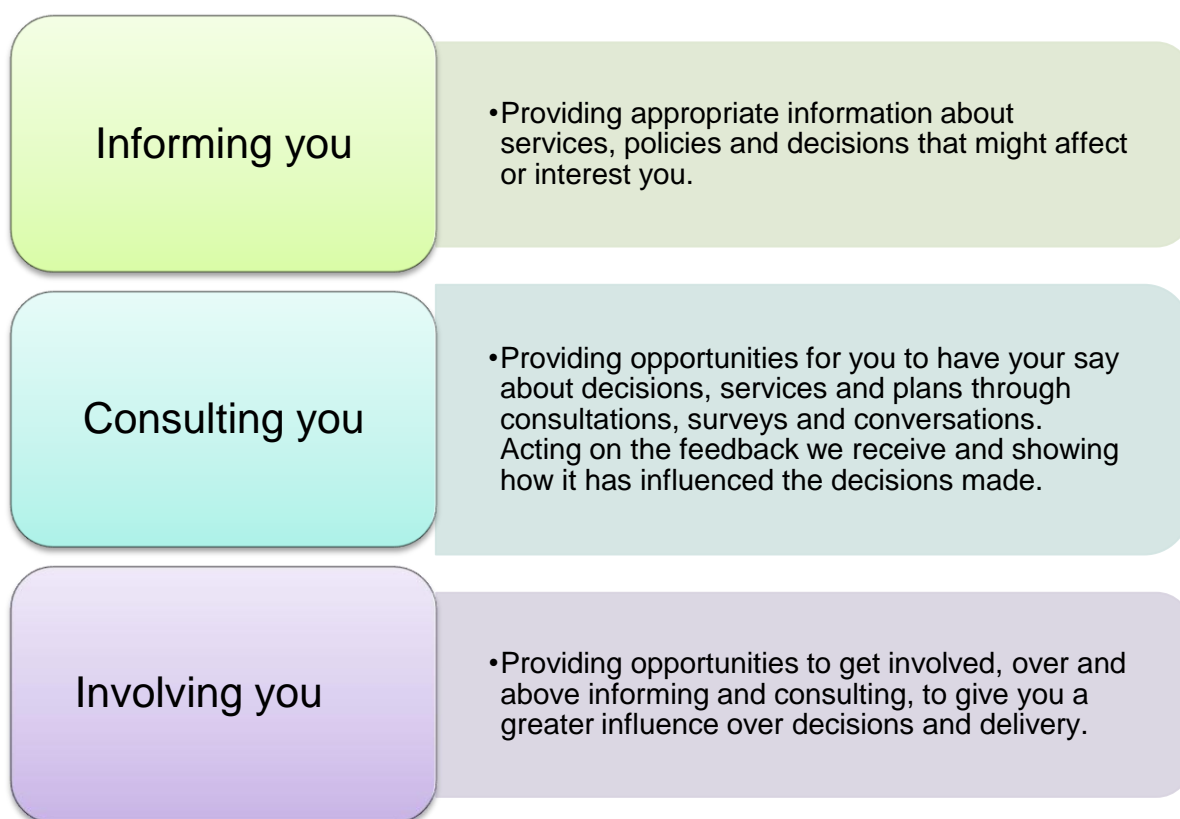 Informing you
•Providing appropriate information about
services, policies and decisions that might affect
or interest you.
Consulting you
•Providing opportunities for you to have your say
about decisions, services and plans through
consultations, surveys and conversations.
Acting on the feedback we receive and showing
how it has influenced the decisions made.
Involving you
•Providing opportunities to get involved, over and
above informing and consulting, to give you a
greater influence over decisions and delivery.